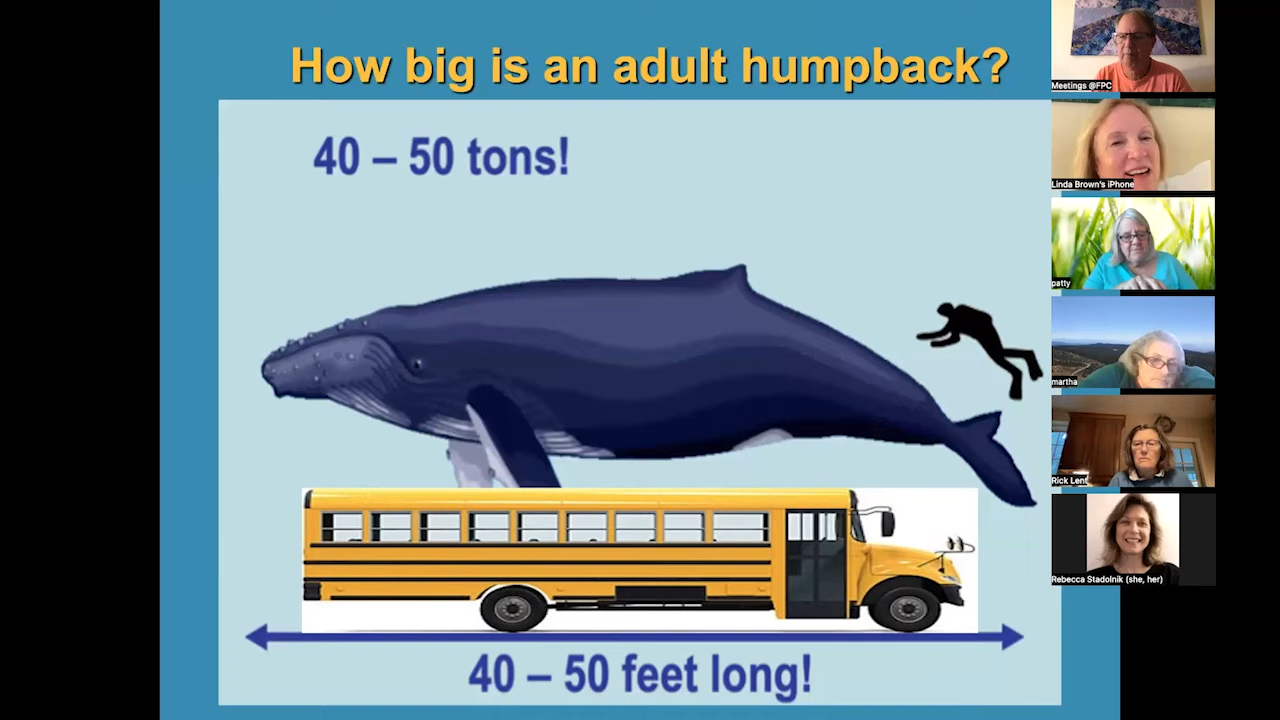 How big is an adult humpback?
40 – 50 tons!
40 – 50 feet long!
Meetings @FPC
Linda Brown's iPhone
patty
martha
Rick Lent
Rebecca Stadolnik (she, her)